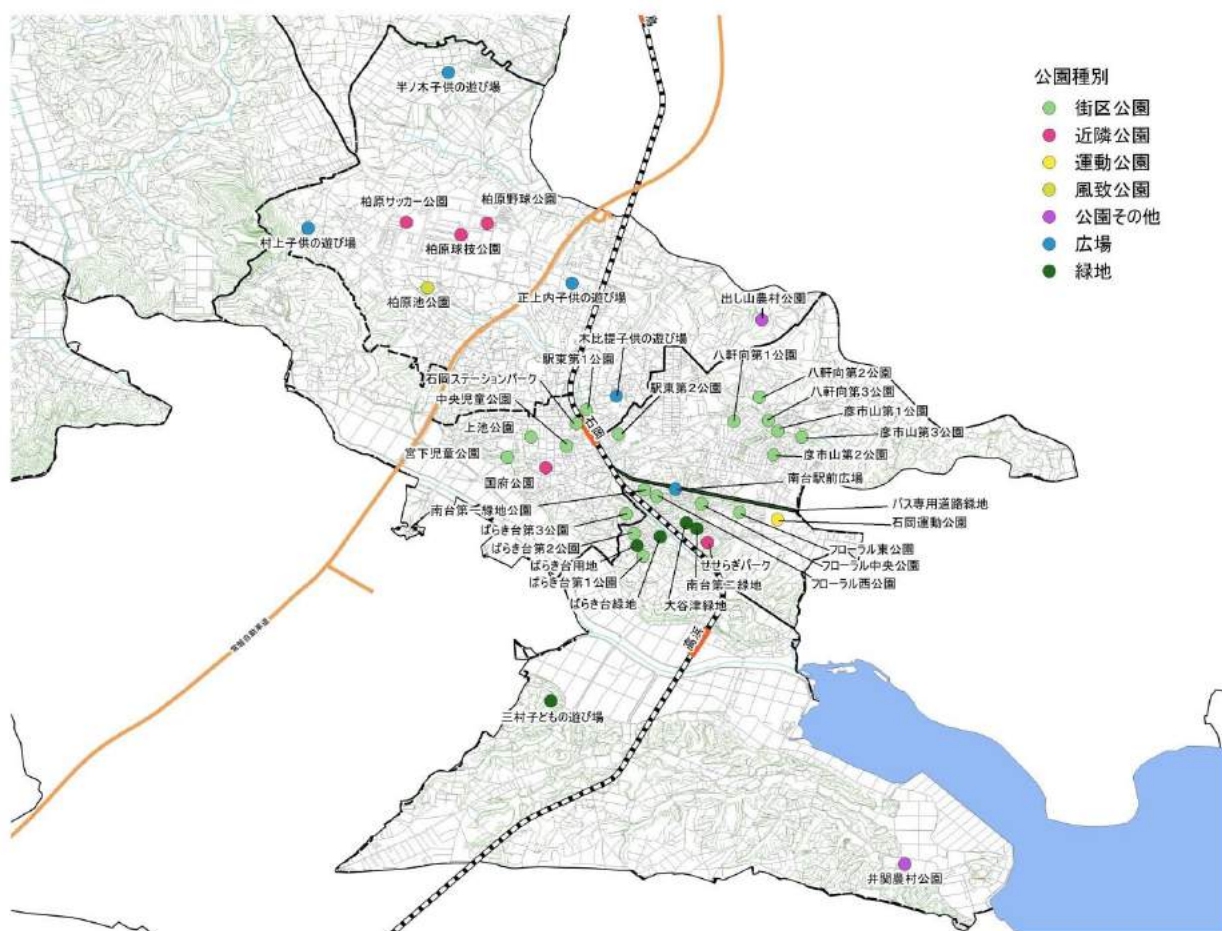 半ノ木子供の遊び場
公園種別
街区公園
近隣公園
運動公園
風致公園
公園その他
広場
緑地
柏原サッカー公園
柏原野球公園
村上子供の遊び場
柏原球技公園
柏原池公園
正上内子供の遊び場
出し山農村公園
木比提子供の遊び場
駅東第1公園
八軒向第1公園
石岡ステーションパーク
駅東第2公園
八軒向第2公園
中央児童公園
八軒向第3公園
上池公園
石岡
彦市山第1公園
彦市山第3公園
宮下児童公園
彦市山第2公園
国府公園
南台駅前広場
南台第一緑地公園
バス専用道路緑地
石岡運動公園
ばらき台第3公園
ばらき台第2公園
フローラル東公園
ばらき台用地
せせらぎパーク
フローラル中央公園
ばらき台第1公園
南台第二緑地
フローラル西公園
ばらき台緑地
大谷津緑地
高浜
常磐自動車道
三村子どもの遊び場
井関農村公園